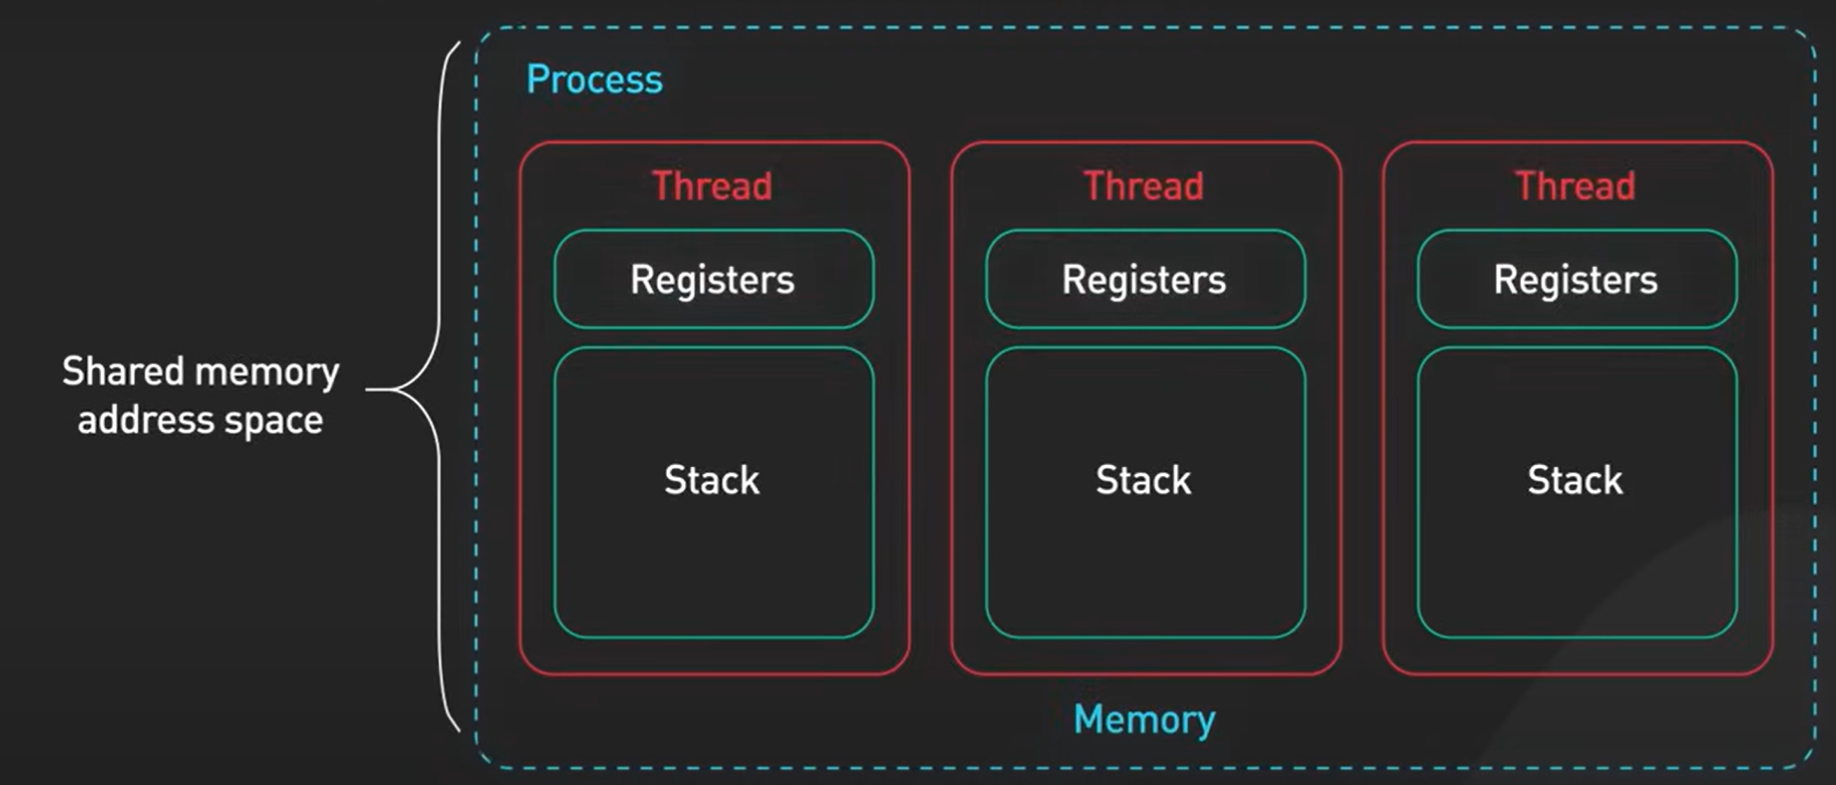 Process
Thread
Thread
Thread
Registers
Registers
Registers
Shared memory
address space
Stack
Stack
Stack
Memory